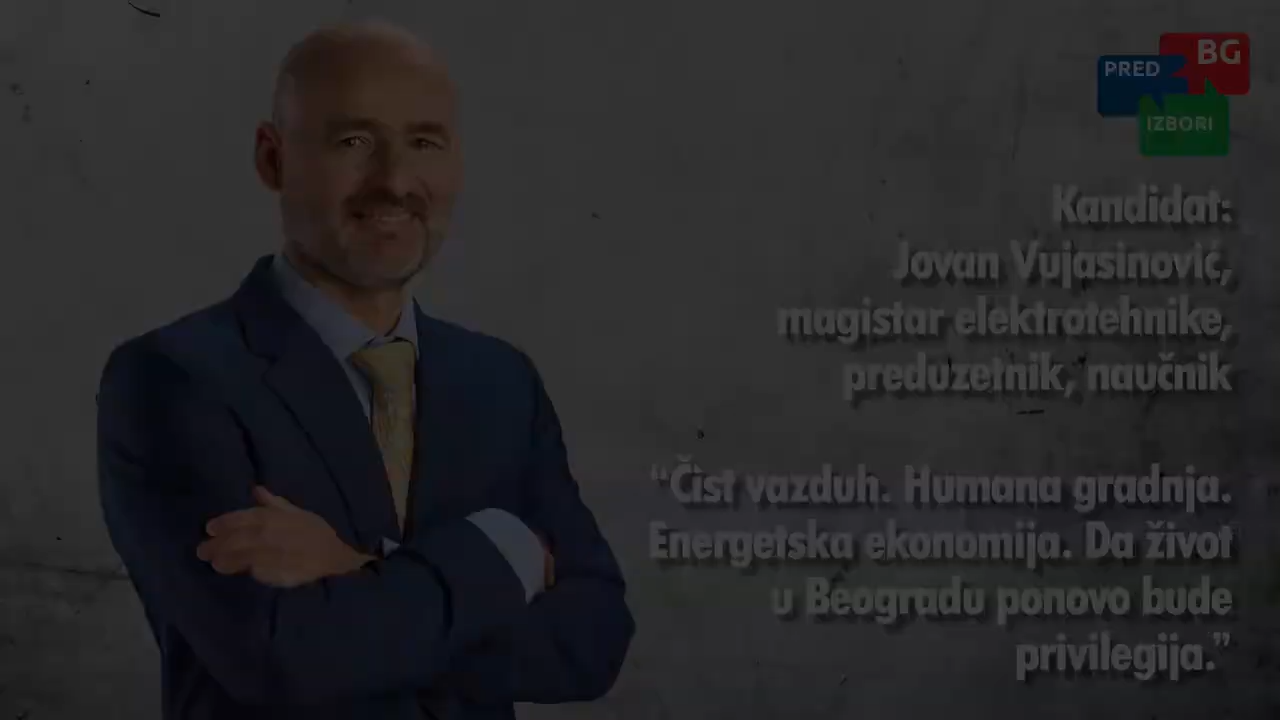 BG
PRED
IZBORI
Kandidat:
Jovan Vujasinović,
magistar elektrotehnike,
preduzetnik, naučnik
“Čist vazduh. Humana gradnja.
Energetska ekonomija. Da život
u Beogradu ponovo bude
privilegija.”